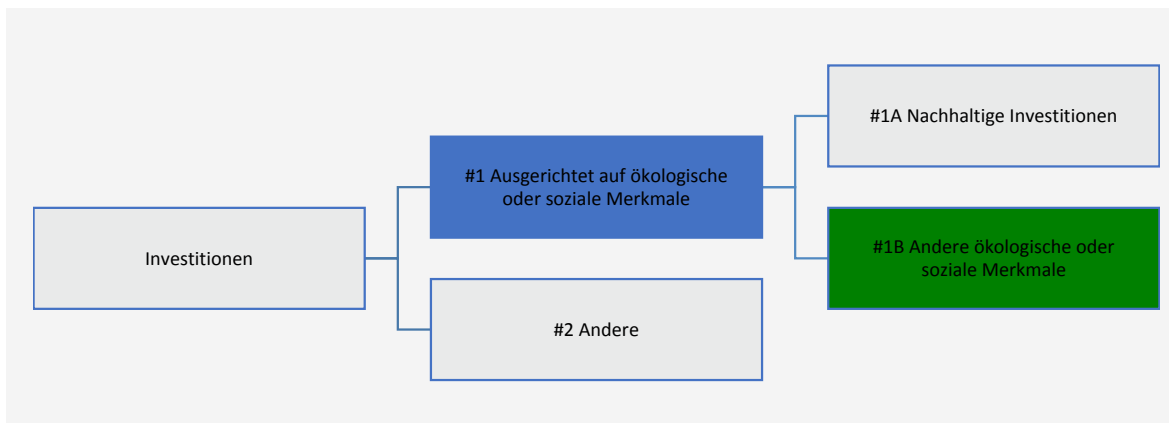 #1A Nachhaltige Investitionen
#1 Ausgerichtet auf ökologische
oder soziale Merkmale
Investitionen
#1B Andere ökologische oder
soziale Merkmale
#2 Andere